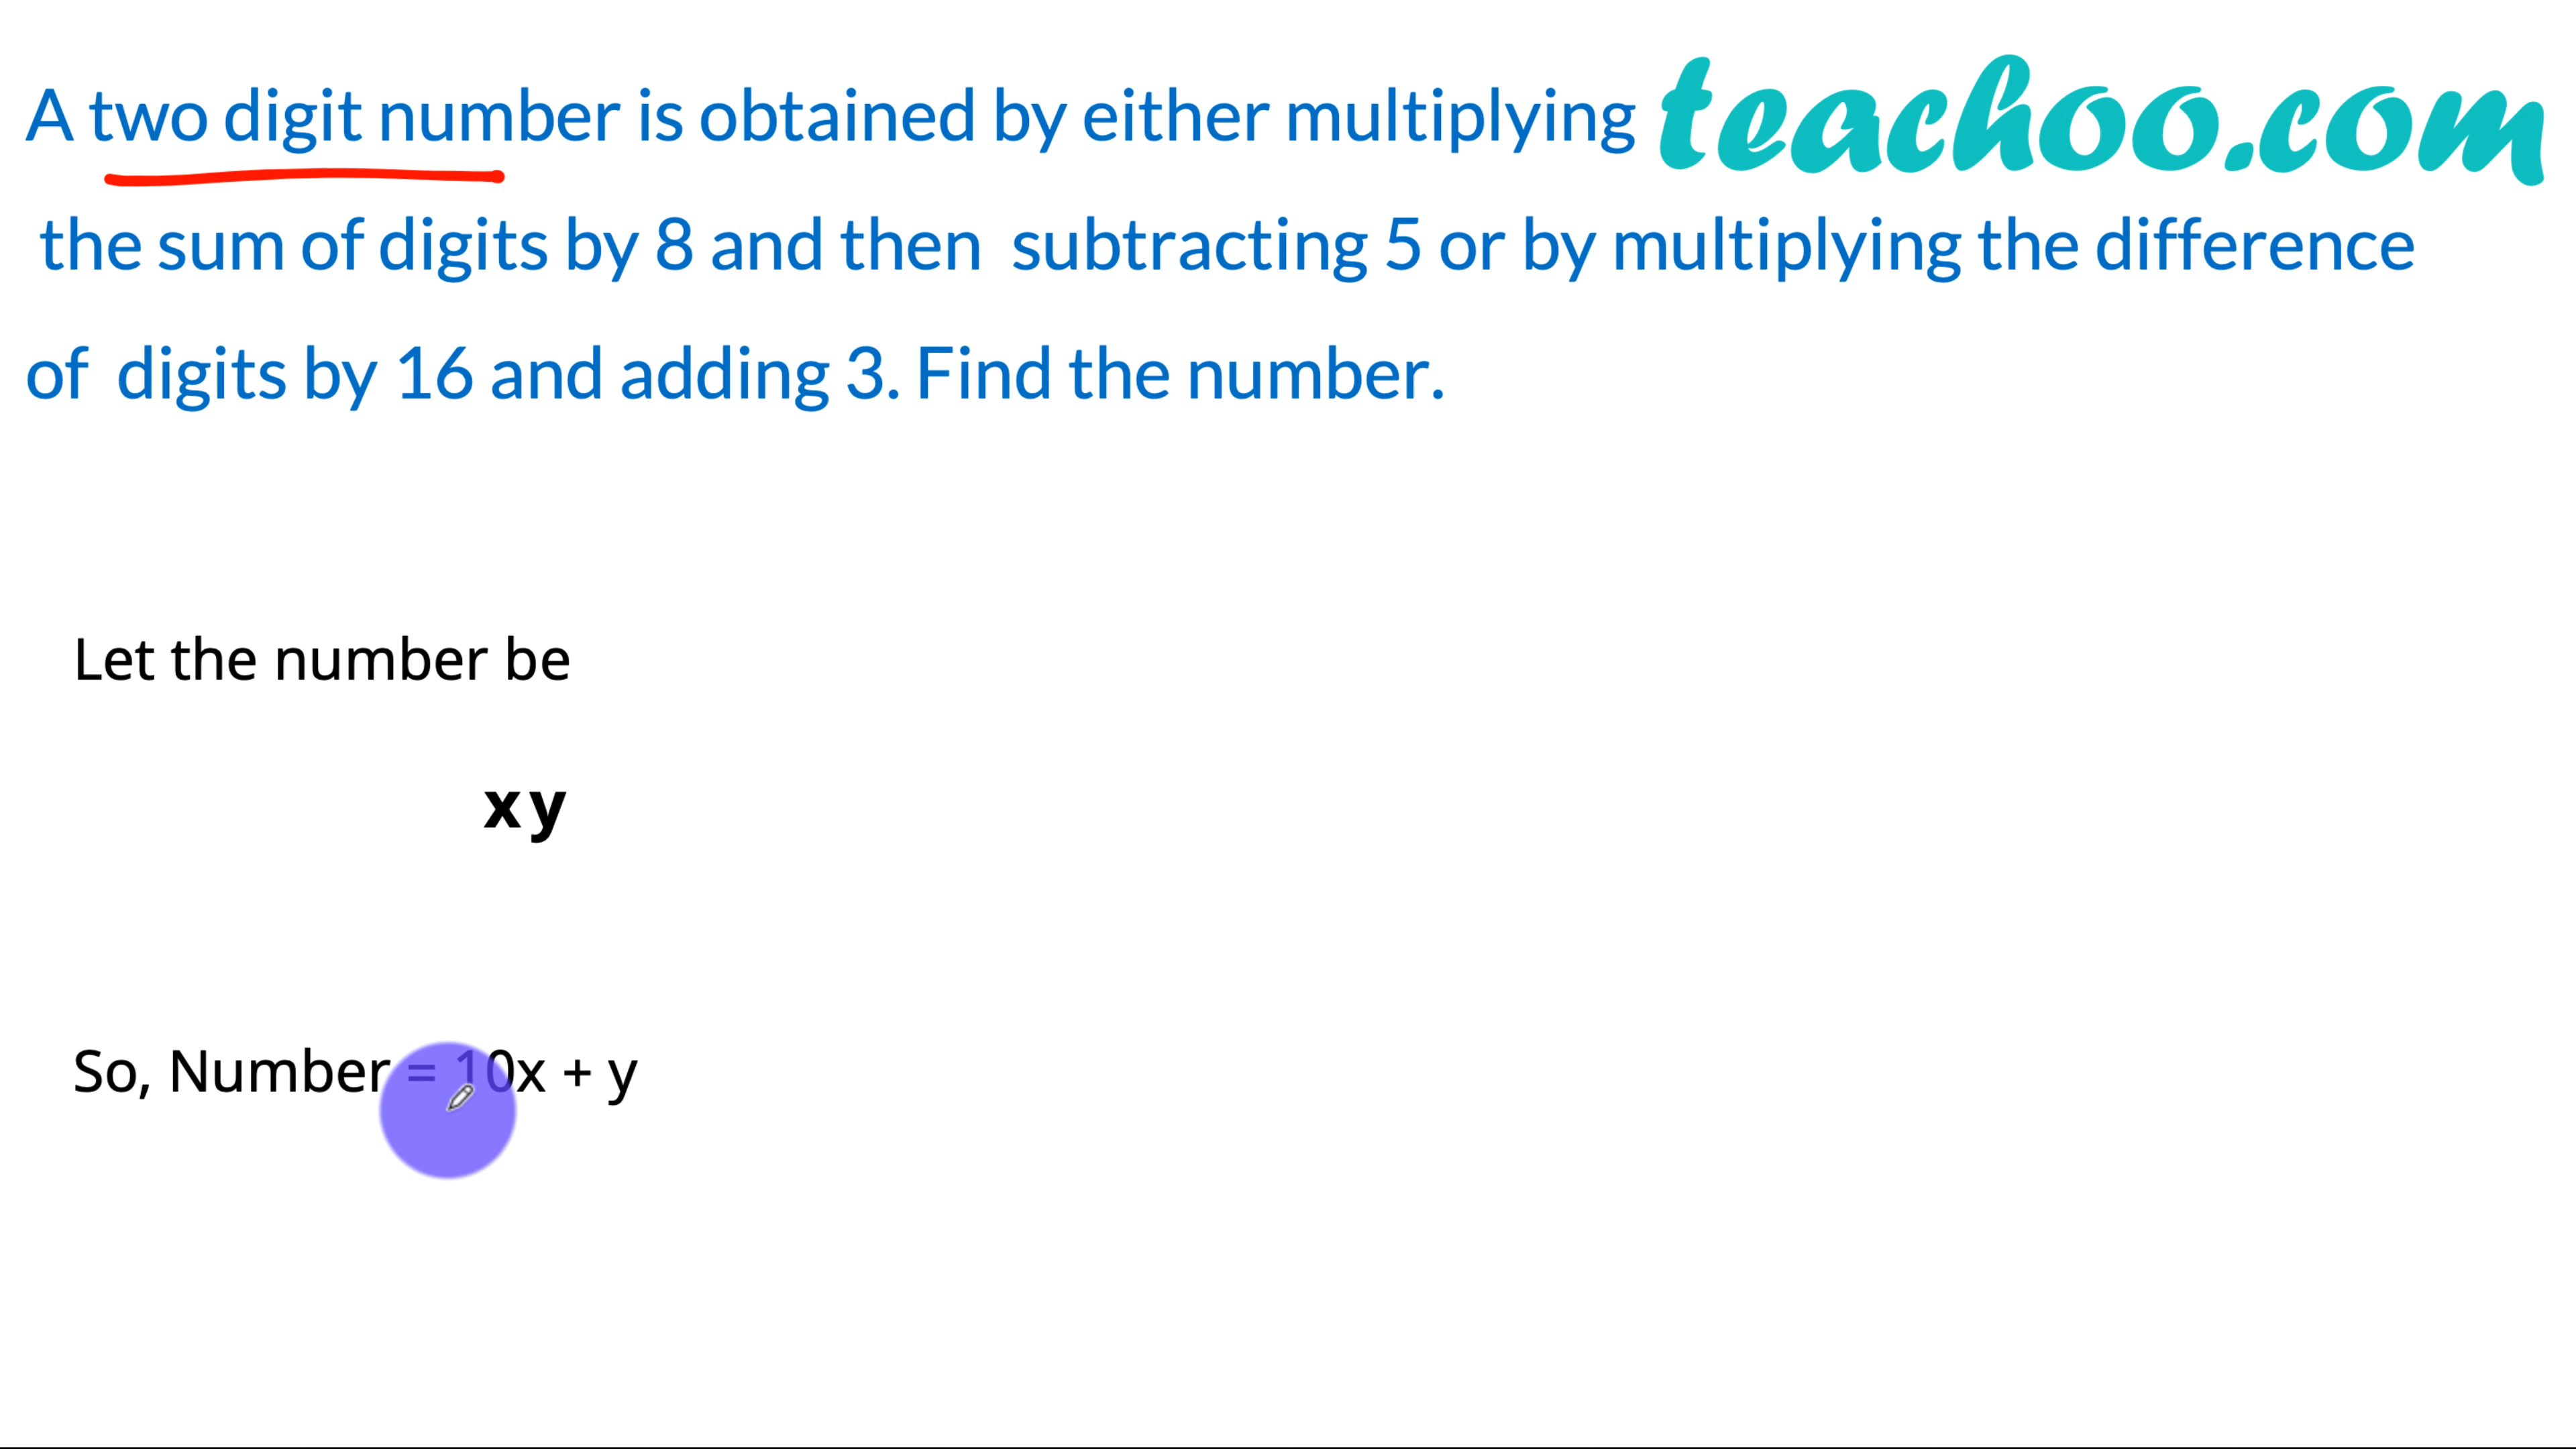 A two digit number is obtained by either multiplying
teachoo.com
the sum of digits by 8 and then subtracting 5 or by multiplying the difference
of digits by 16 and adding 3. Find the number.
Let the number be
x y
So, Number = 10x + y